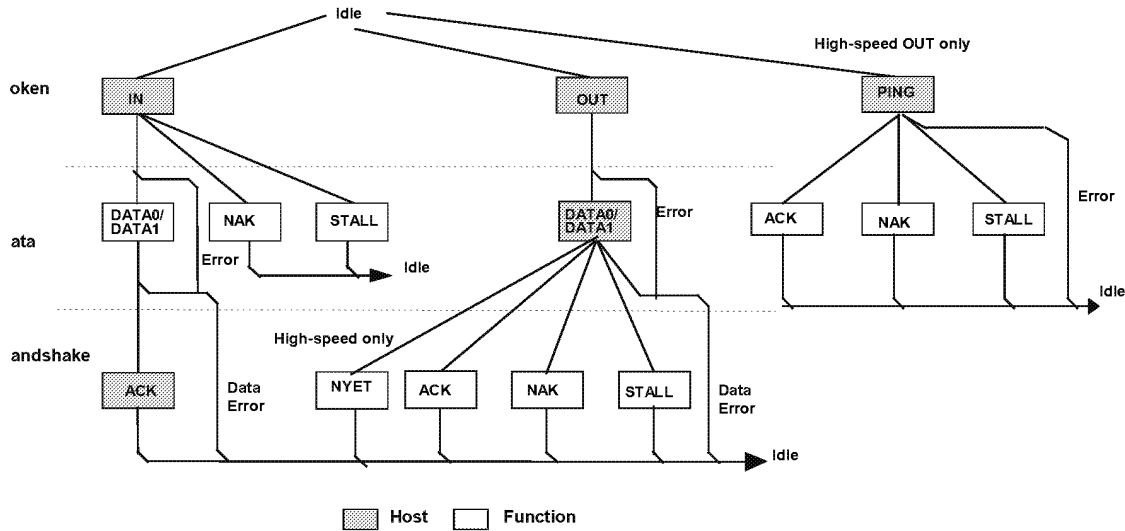 Idle
High-speed OUT only
oken
IN
OUT
PING
DATA0/
DATA1
NAK
STALL
DATA0/
DATA1
Error
ACK
NAK
STALL
Error
ata
Error
Idle
Idle
High-speed only
andshake
ACK
Data
Error
NYET
ACK
NAK
STALL
Data
Error
Idle
Host
Function